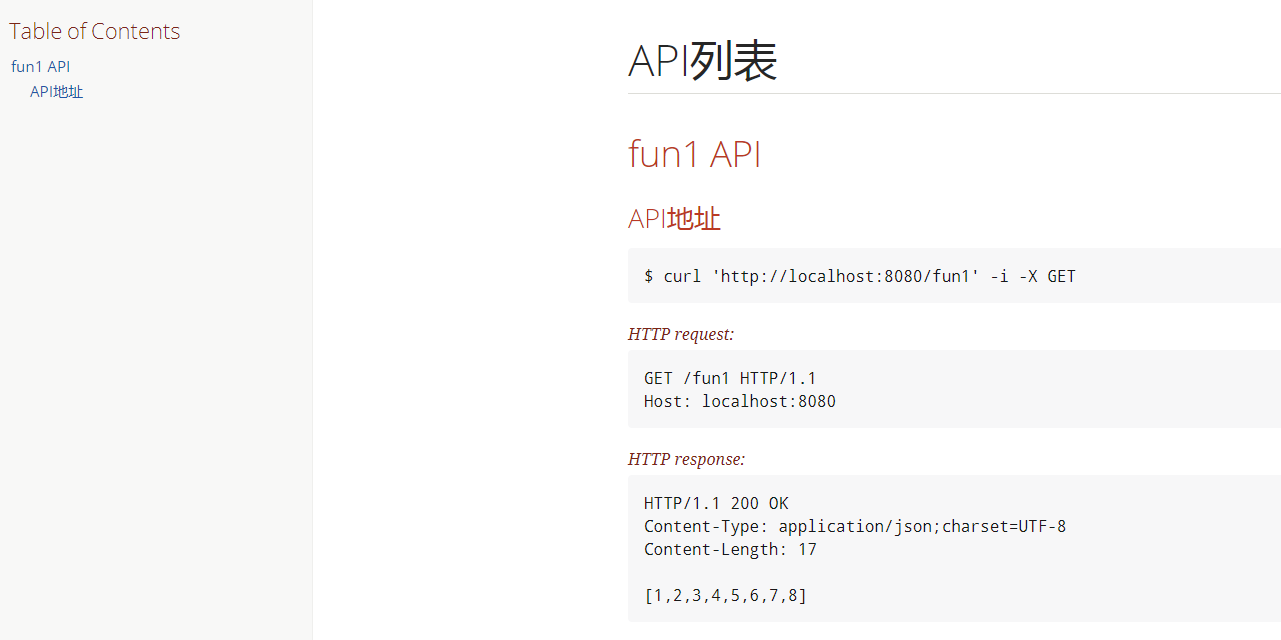 Table of Contents
fun1 API
API地址
API列表
fun1 API
API地址
$ curl 'http://localhost:8080/fun1' -i -X GET
HTTP request:
GET /fun1 HTTP/1.1
Host: localhost:8080
HTTP response:
HTTP/1.1 200 OK
Content-Type: application/json;charset=UTF-8
Content-Length: 17
[1,2,3,4,5,6,7,8]